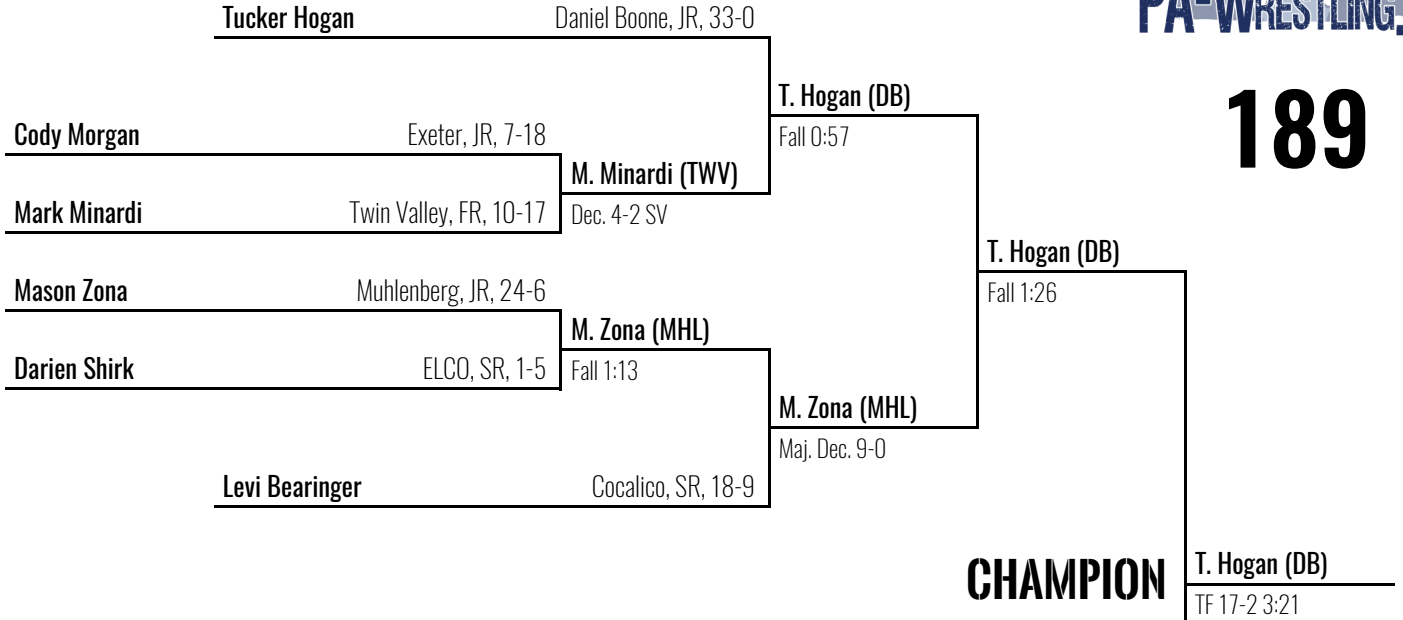 PA-WRESTLING.
189
Tucker Hogan Daniel Boone, JR, 33-0
T. Hogan (DB)
Fall 0:57
Cody Morgan Exeter, JR, 7-18
M. Minardi (TWV)
Dec. 4-2 SV
Mark Minardi Twin Valley, FR, 10-17
T. Hogan (DB)
Fall 1:26
Mason Zona Muhlenberg, JR, 24-6
M. Zona (MHL)
Fall 1:13
Darien Shirk ELCO, SR, 1-5
M. Zona (MHL)
Maj. Dec. 9-0
Levi Bearinger Cocalico, SR, 18-9
CHAMPION
T. Hogan (DB)
TF 17-2 3:21